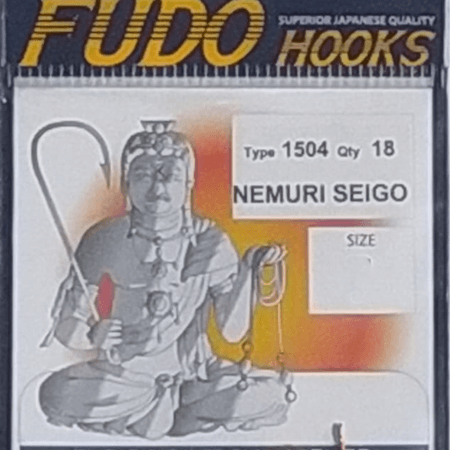 FUDO
SUPERIOR JAPANESE QUALITY
HOOKS
Type 1504 Qty 18
NEMURI SEIGO
SIZE